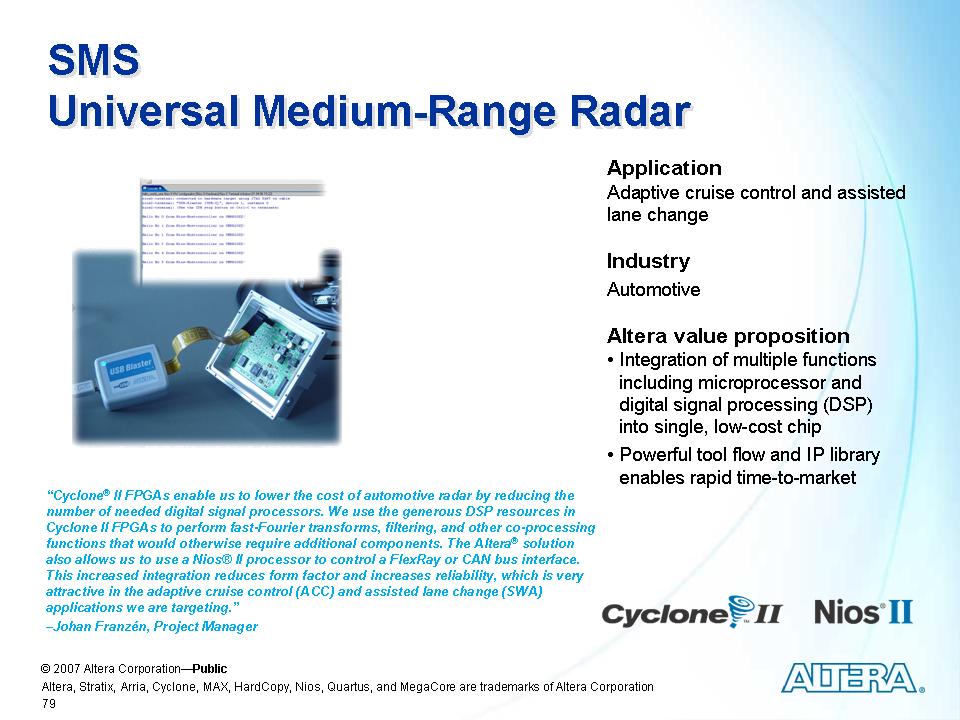 SMS
Universal Medium-Range Radar
Application
Adaptive cruise control and assisted
lane change
Industry
Automotive
Altera value proposition
• Integration of multiple functions
including microprocessor and
digital signal processing (DSP)
into single, low-cost chip
• Powerful tool flow and IP library
enables rapid time-to-market
USB Blaster
“Cyclone® II FPGAs enable us to lower the cost of automotive radar by reducing the
number of needed digital signal processors. We use the generous DSP resources in
Cyclone II FPGAs to perform fast-Fourier transforms, filtering, and other co-processing
functions that would otherwise require additional components. The Altera® solution
also allows us to use a Nios® II processor to control a FlexRay or CAN bus interface.
This increased integration reduces form factor and increases reliability, which is very
attractive in the adaptive cruise control (ACC) and assisted lane change (SWA)
applications we are targeting.”
–Johan Franzén, Project Manager
Cyclone™ II
Nios® II
© 2007 Altera Corporation—Public
Altera, Stratix, Arria, Cyclone, MAX, HardCopy, Nios, Quartus, and MegaCore are trademarks of Altera Corporation
79
ALTERA®